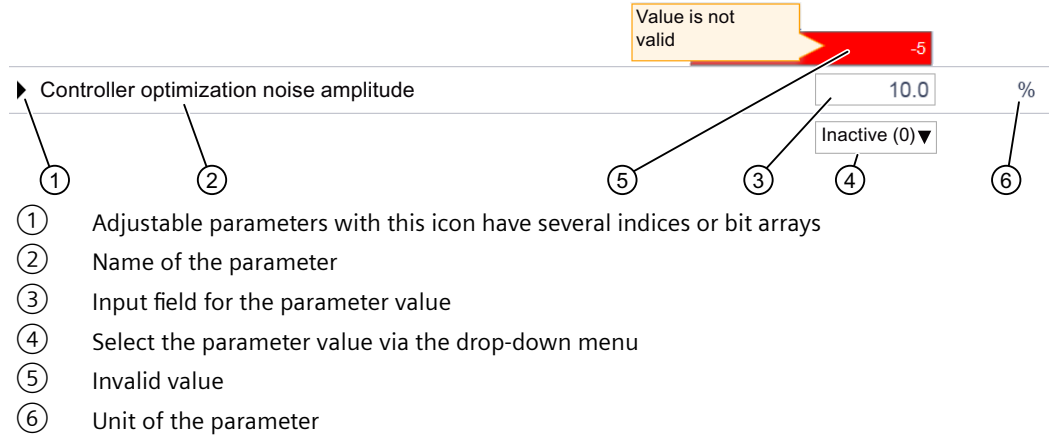 Value is not
valid
-5
Controller optimization noise amplitude 10.0 %
Inactive (0)▼
① ② ⑤ ③ ④ ⑥
① Adjustable parameters with this icon have several indices or bit arrays
② Name of the parameter
③ Input field for the parameter value
④ Select the parameter value via the drop-down menu
⑤ Invalid value
⑥ Unit of the parameter